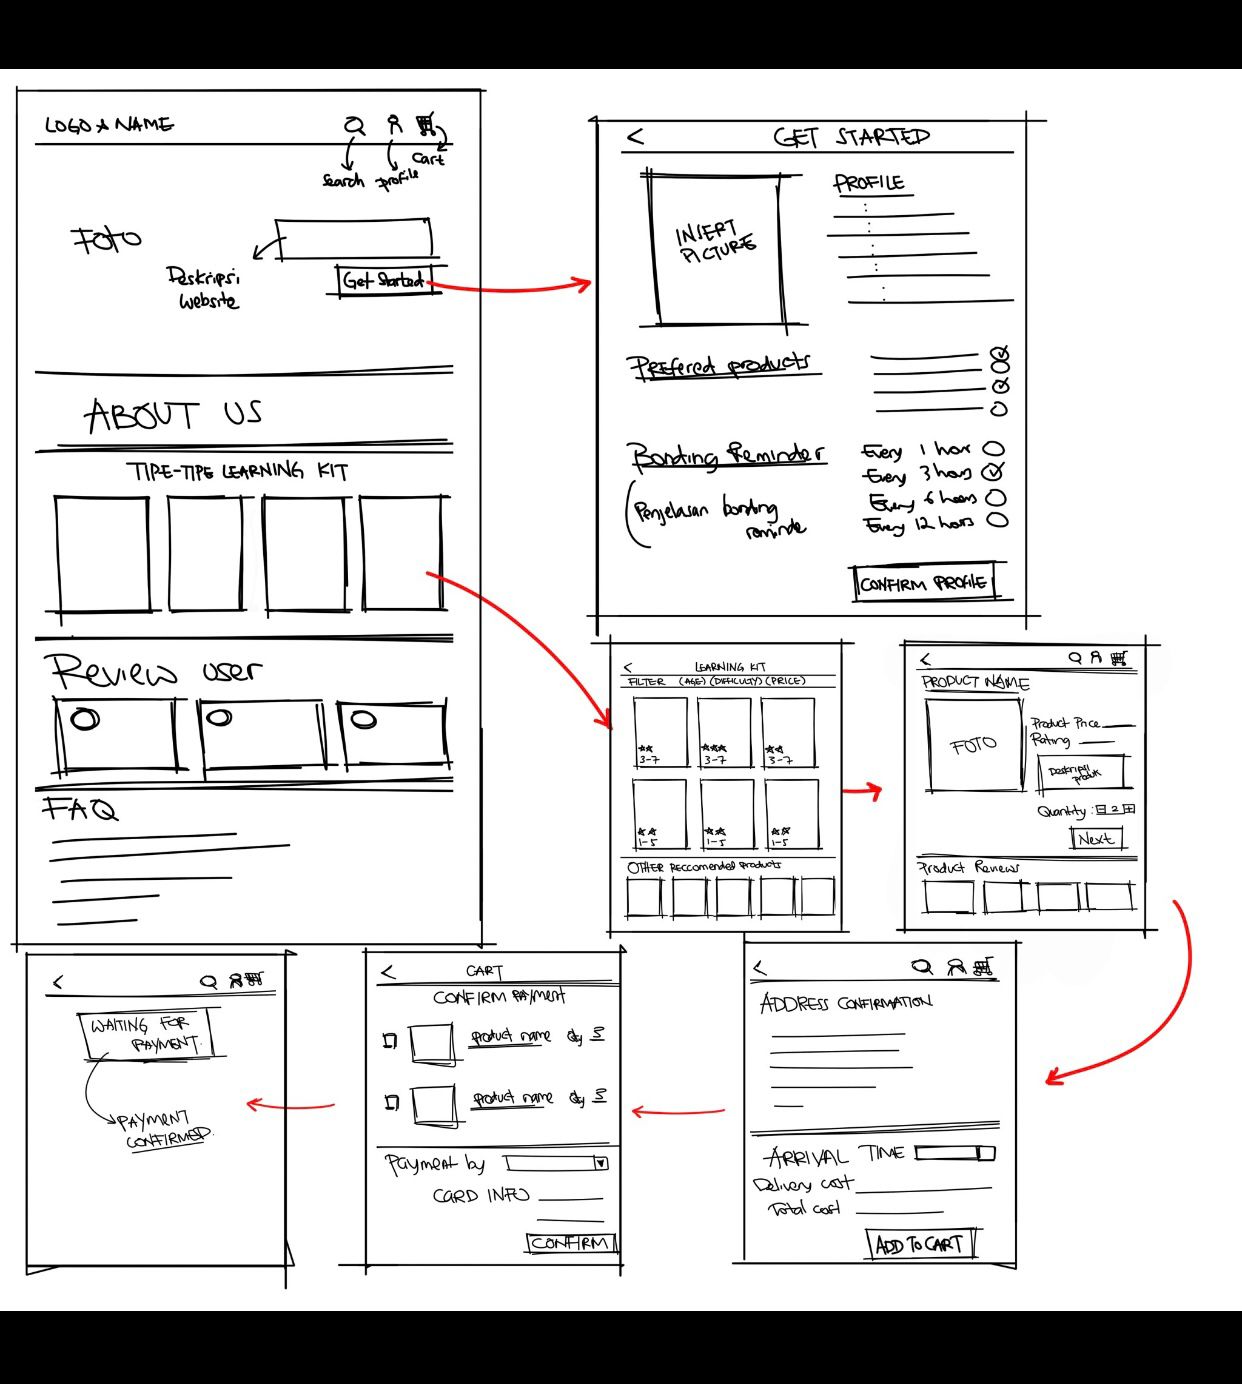 LOGO & NAME
search
profile
Cart
FOTO
Deskripsi
website
Get Started
ABOUT US
TIPE-TIPE LEARNING KIT
Review user
FAQ
<
GET STARTED
INSERT
PICTURE
PROFILE
Prefered products
Bonding Reminder
Penjelasan bonding
reminde
Every 1 hour
Every 3 hours
Every 6 hours
Every 12 hours
CONFIRM PROFILE
<
LEARNING KIT
FILTER (AGE) (DIFFICULTY) (PRICE)
3-7
3-7
3-7
1-5
1-5
1-5
OTHER Reccomended products
<
PRODUCT NAME
FOTO
Product Price
Rating
Deskripsi
produk
Quantity : - 2 +
Next
Product Reviews
<
ADDRESS CONFIRMATION
ARRIVAL TIME
Delivery cost
Total cost
ADD TO CART
<
CART
CONFIRM PAYMENT
product name qty
product name qty
Payment by
CARD INFO
CONFIRM
<
WAITING FOR
PAYMENT.
PAYMENT
CONFIRMED.